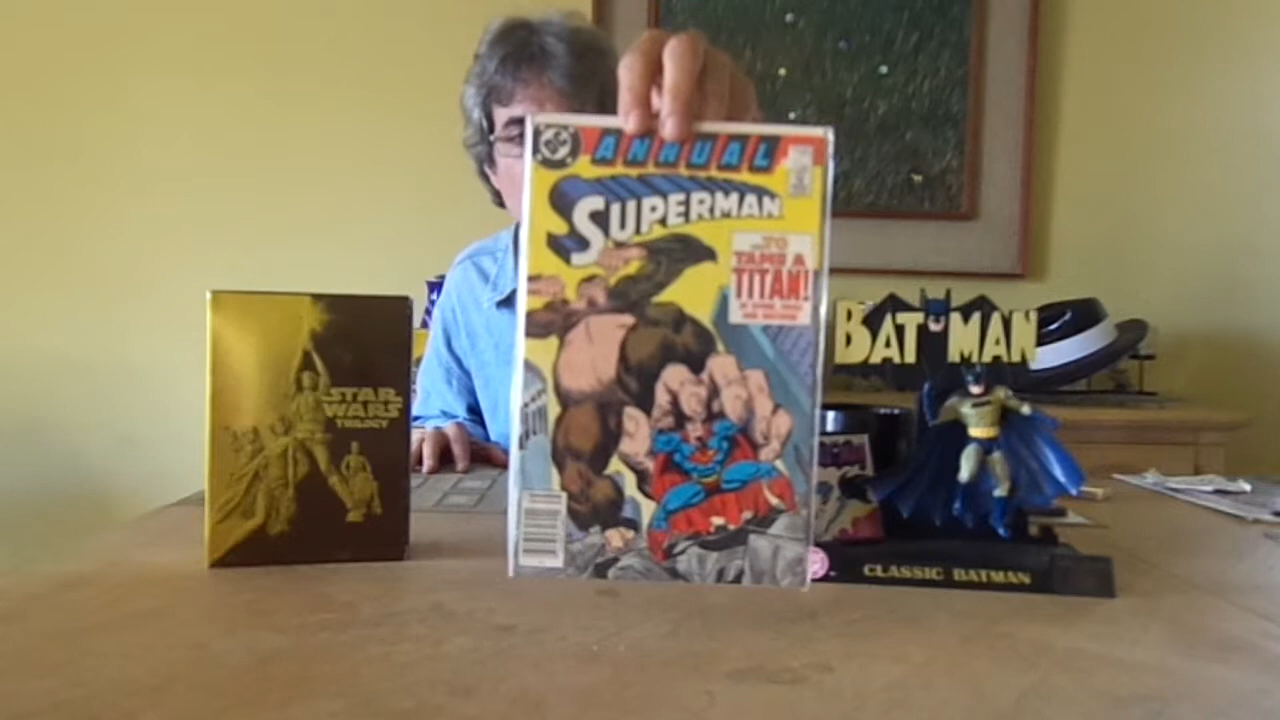 DC
ANNUAL
SUPERMAN
TO
TAME A
TITAN!
STAR
WARS
TRILOGY
BATMAN
CLASSIC BATMAN